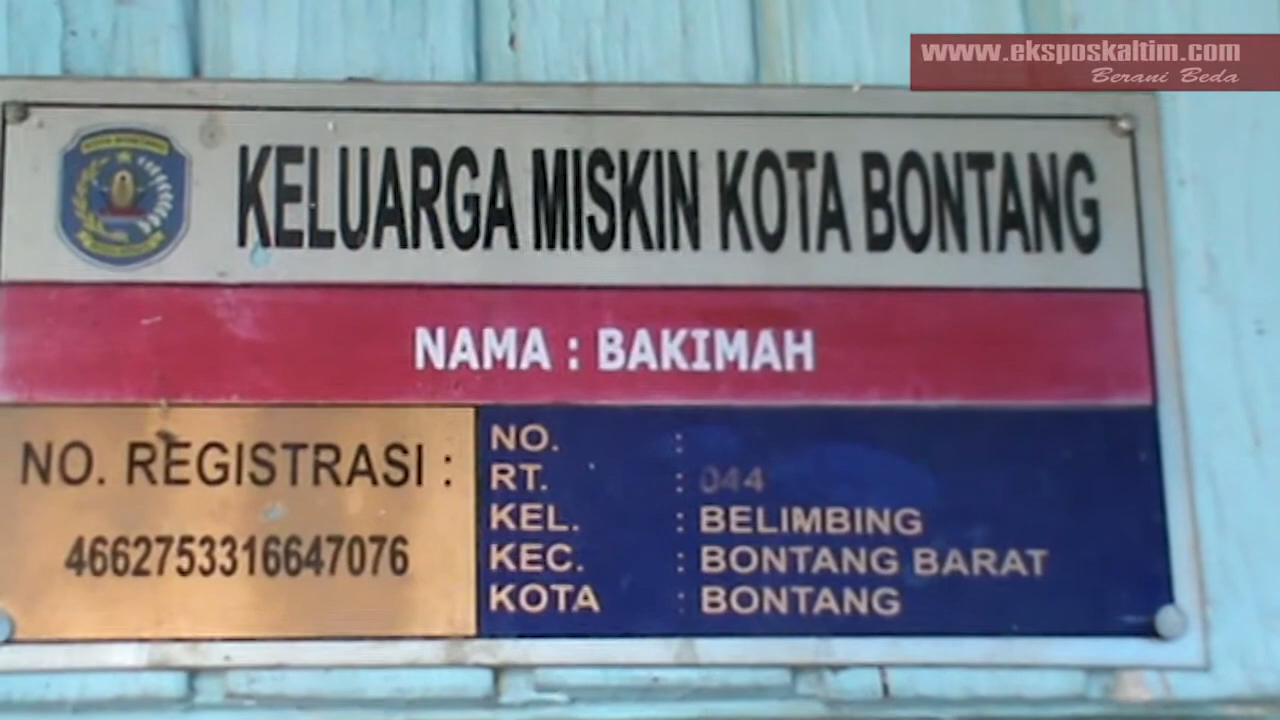 www.eksposkaltim.com
Berani Beda
KELUARGA MISKIN KOTA BONTANG
NAMA : BAKIMAH
NO. REGISTRASI :
4662753316647076
NO. :
RT. : 044
KEL. : BELIMBING
KEC. : BONTANG BARAT
KOTA : BONTANG